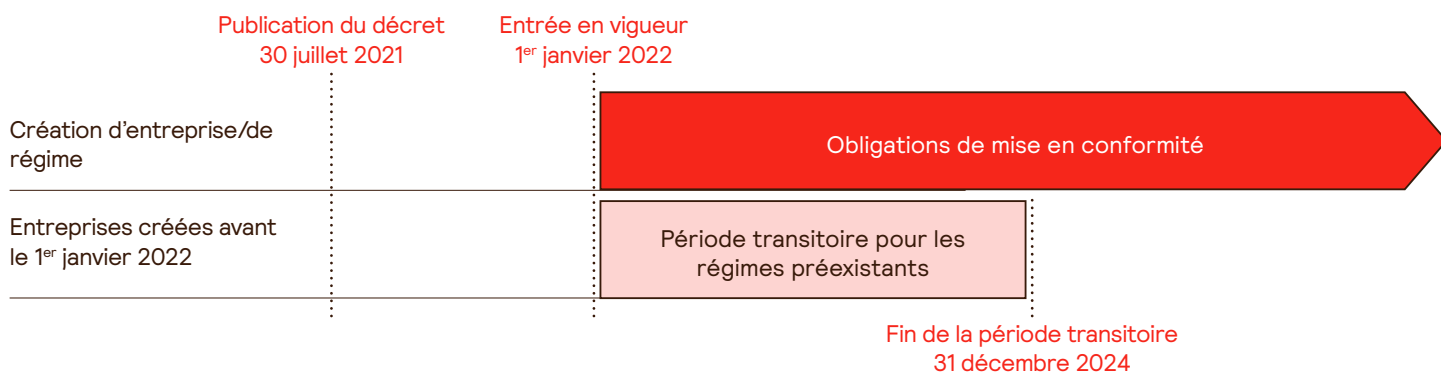 Publication du décret
30 juillet 2021
Entrée en vigueur
1er janvier 2022
Création d’entreprise/de
régime
Obligations de mise en conformité
Entreprises créées avant
le 1er janvier 2022
Période transitoire pour les
régimes préexistants
Fin de la période transitoire
31 décembre 2024